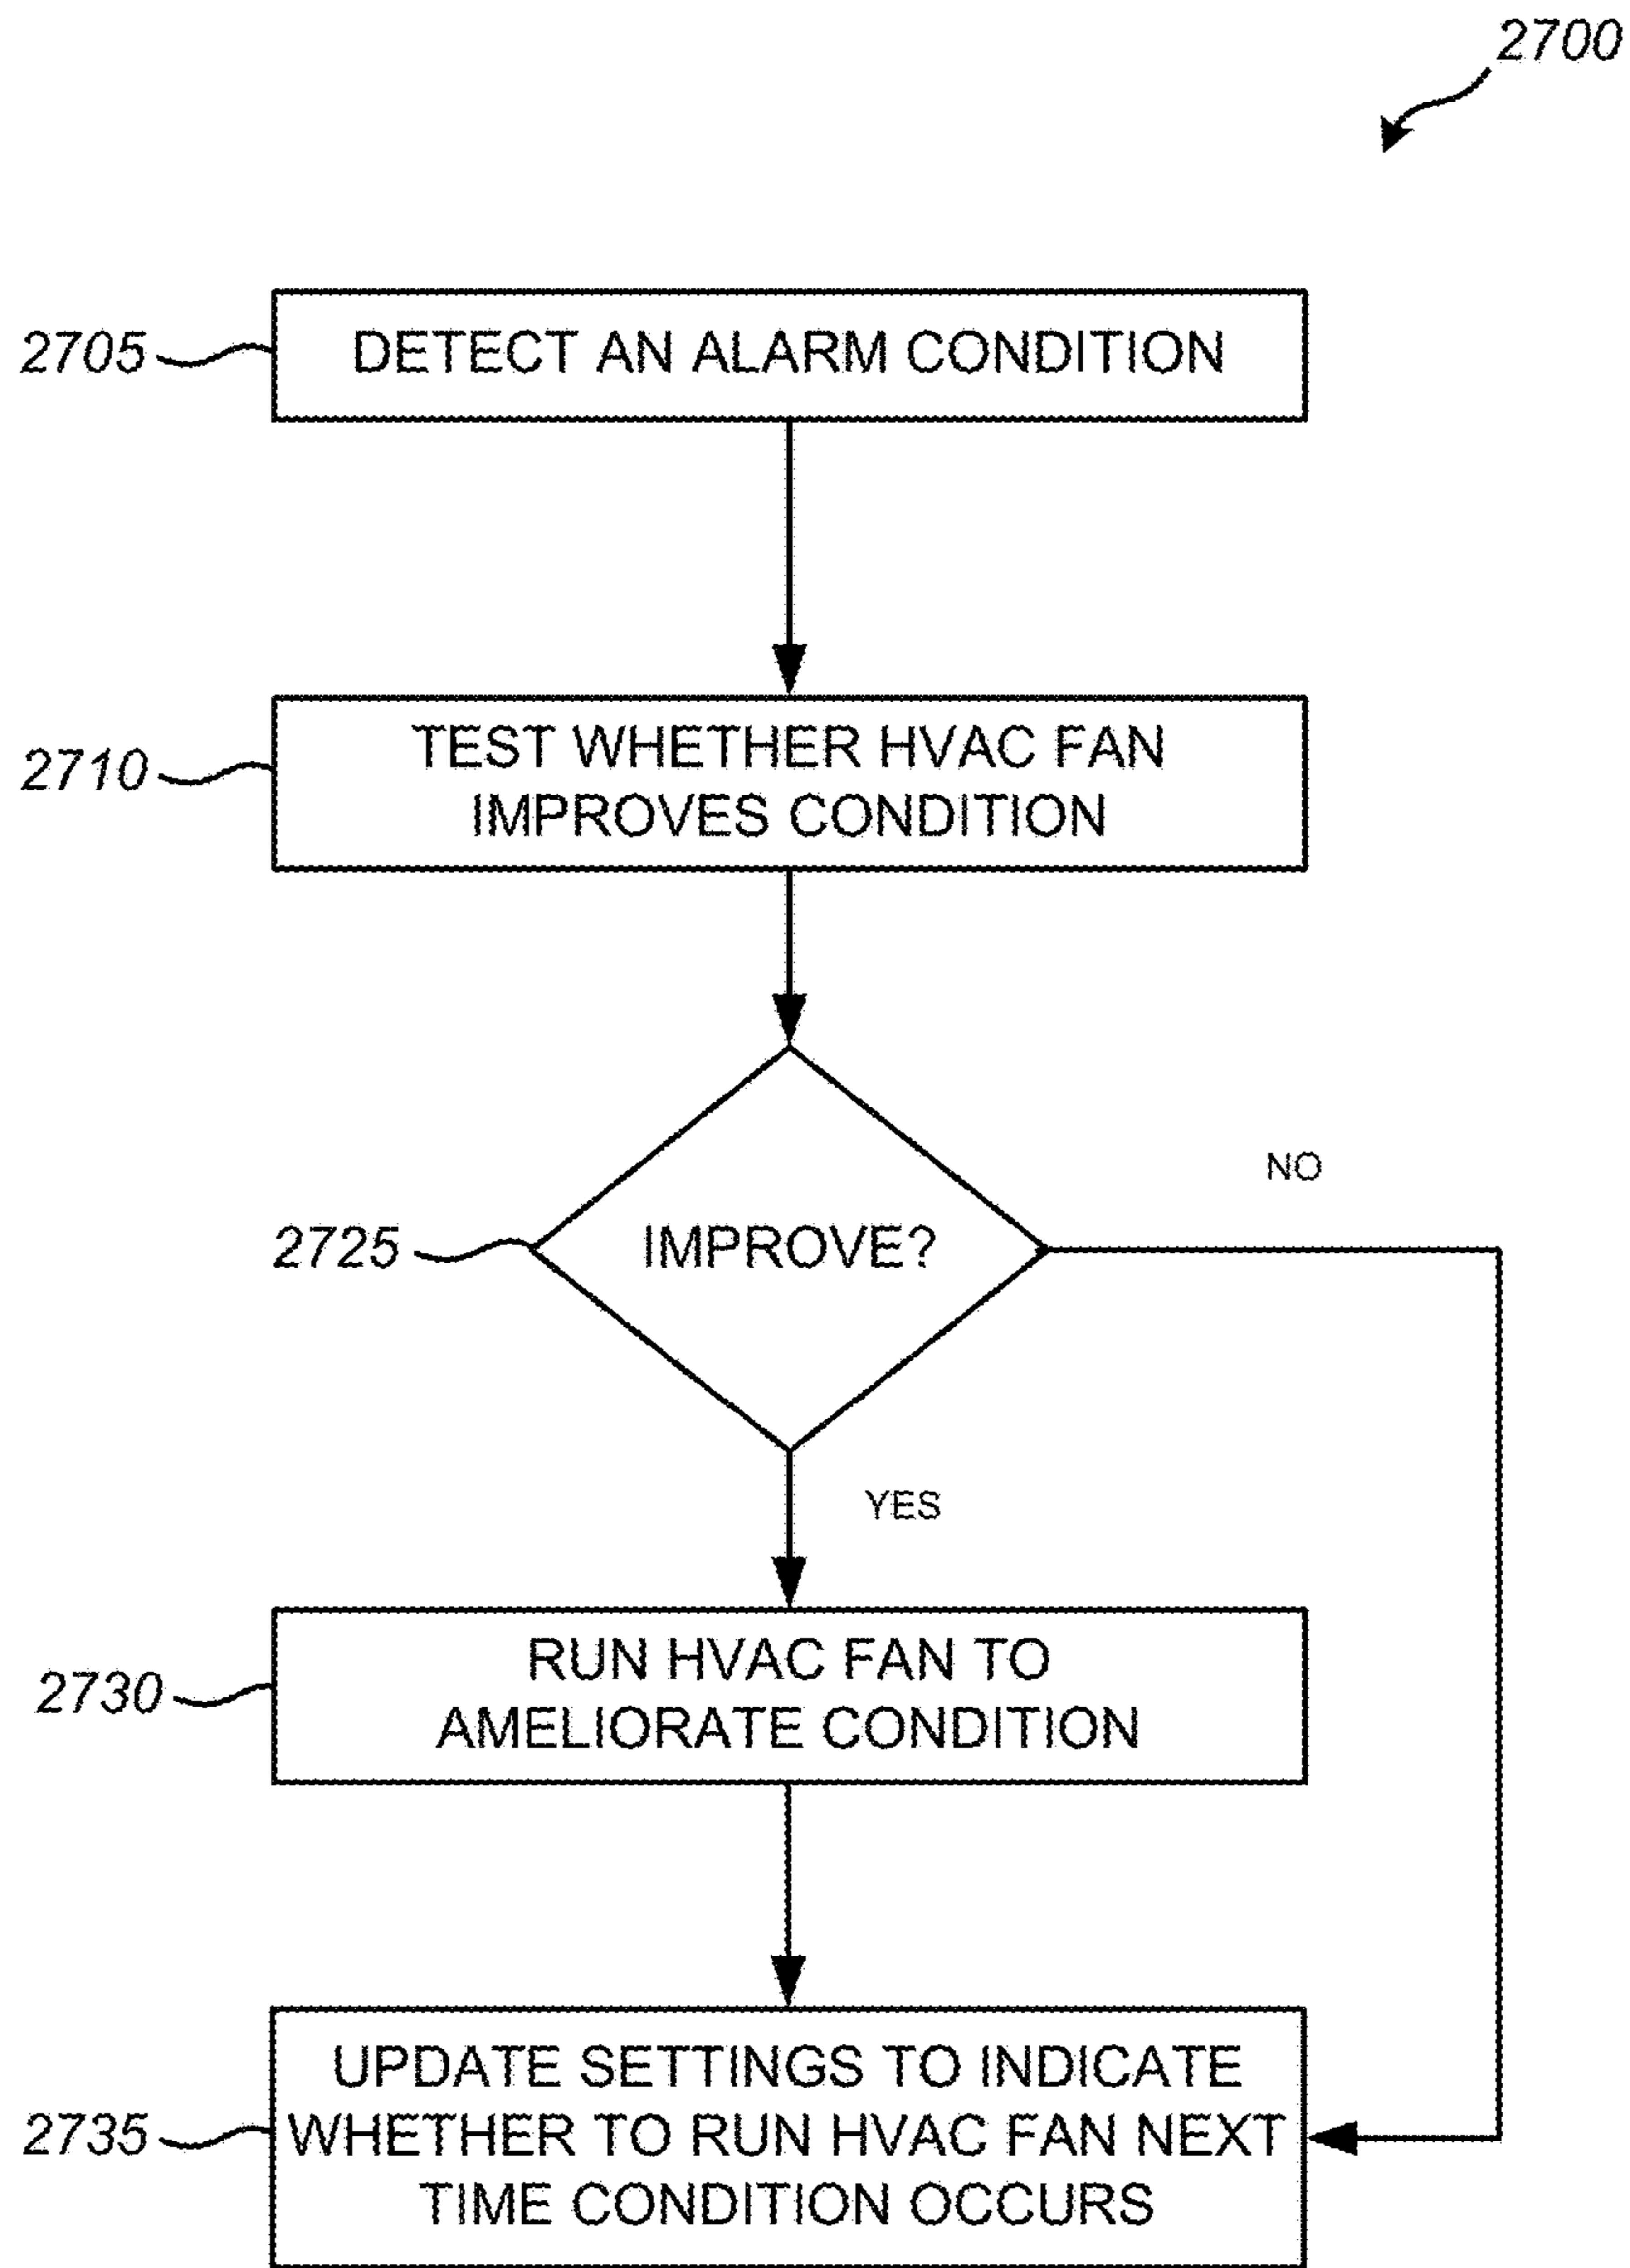 2700
2705
DETECT AN ALARM CONDITION
2710
TEST WHETHER HVAC FAN
IMPROVES CONDITION
NO
2725
IMPROVE?
YES
2730
RUN HVAC FAN TO
AMELIORATE CONDITION
2735
UPDATE SETTINGS TO INDICATE
WHETHER TO RUN HVAC FAN NEXT
TIME CONDITION OCCURS